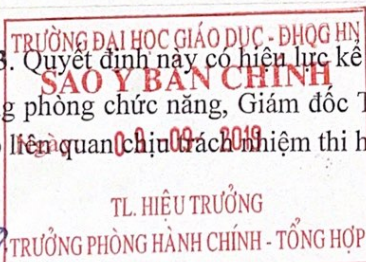 TRƯỜNG ĐẠI HỌC GIÁO DỤC - ĐHQG HN
3. Quyết định này có hiệu lực kể
SAO Y BẢN CHÍNH
g phòng chức năng, Giám đốc T
liên quan chịu trách nhiệm thi h
Ngày 09 2019
TL. HIỆU TRƯỞNG
TRƯỞNG PHÒNG HÀNH CHÍNH - TỔNG HỢP